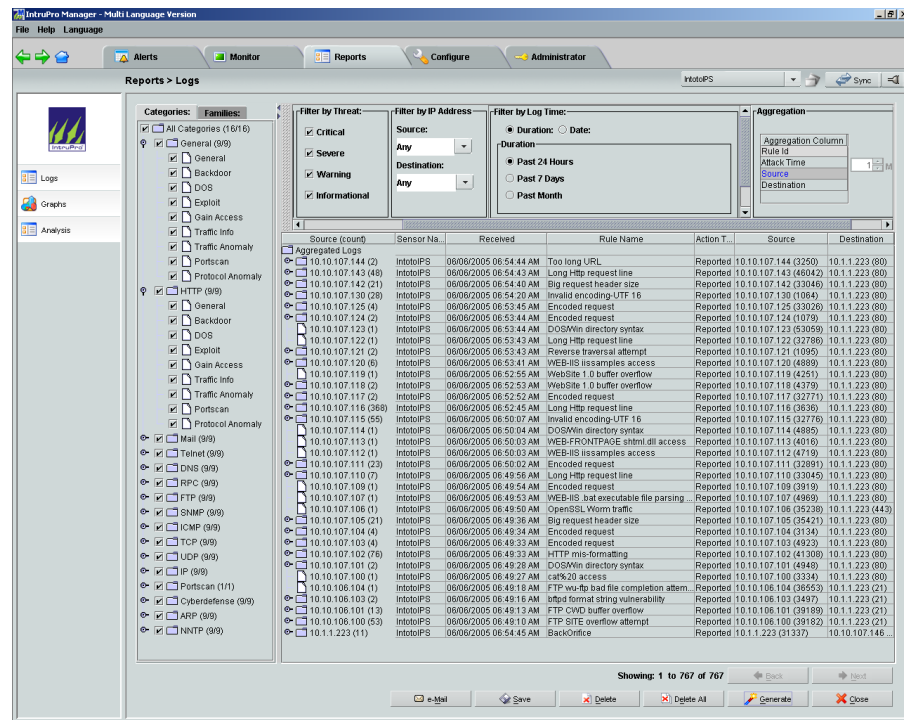 IntruPro Manager - Multi Language Version
File Help Language
Alerts Monitor Reports Configure Administrator
Reports > Logs
IntotoIPS Sync
IntruPro
Logs
Graphs
Analysis
Categories: Families:
All Categories (16/16)
General (9/9)
General
Backdoor
DOS
Exploit
Gain Access
Traffic Info
Traffic Anomaly
Portscan
Protocol Anomaly
HTTP (9/9)
General
Backdoor
DOS
Exploit
Gain Access
Traffic Info
Traffic Anomaly
Portscan
Protocol Anomaly
Mail (9/9)
Telnet (9/9)
DNS (9/9)
RPC (9/9)
FTP (9/9)
SNMP (9/9)
ICMP (9/9)
TCP (9/9)
UDP (9/9)
IP (9/9)
Portscan (1/1)
Cyberdefense (9/9)
ARP (9/9)
NNTP (9/9)
Filter by Threat:
Critical
Severe
Warning
Informational
Filter by IP Address
Source:
Any
Destination:
Any
Filter by Log Time:
Duration: Date:
Duration
Past 24 Hours
Past 7 Days
Past Month
Aggregation
Aggregation Column
Rule Id
Attack Time
Source
Destination
1 M
Source (count) Sensor Na... Received Rule Name Action T... Source Destination
Aggregated Logs
10.10.107.144 (2) IntotoIPS 06/06/2005 06:54:44 AM Too long URL Reported 10.10.107.144 (3250) 10.1.1.223 (80)
10.10.107.143 (48) IntotoIPS 06/06/2005 06:54:43 AM Long Http request line Reported 10.10.107.143 (46042) 10.1.1.223 (80)
10.10.107.142 (21) IntotoIPS 06/06/2005 06:54:40 AM Big request header size Reported 10.10.107.142 (33046) 10.1.1.223 (80)
10.10.107.130 (28) IntotoIPS 06/06/2005 06:54:20 AM Invalid encoding-UTF 16 Reported 10.10.107.130 (1064) 10.1.1.223 (80)
10.10.107.125 (4) IntotoIPS 06/06/2005 06:53:45 AM Encoded request Reported 10.10.107.125 (33026) 10.1.1.223 (80)
10.10.107.124 (2) IntotoIPS 06/06/2005 06:53:44 AM Encoded request Reported 10.10.107.124 (1079) 10.1.1.223 (80)
10.10.107.123 (1) IntotoIPS 06/06/2005 06:53:44 AM DOS/Win directory syntax Reported 10.10.107.123 (53059) 10.1.1.223 (80)
10.10.107.122 (1) IntotoIPS 06/06/2005 06:53:43 AM Long Http request line Reported 10.10.107.122 (32786) 10.1.1.223 (80)
10.10.107.121 (2) IntotoIPS 06/06/2005 06:53:43 AM Reverse traversal attempt Reported 10.10.107.121 (1095) 10.1.1.223 (80)
10.10.107.120 (6) IntotoIPS 06/06/2005 06:53:41 AM WEB-IIS iissamples access Reported 10.10.107.120 (4889) 10.1.1.223 (80)
10.10.107.119 (1) IntotoIPS 06/06/2005 06:52:55 AM WebSite 1.0 buffer overflow Reported 10.10.107.119 (4251) 10.1.1.223 (80)
10.10.107.118 (2) IntotoIPS 06/06/2005 06:52:53 AM WebSite 1.0 buffer overflow Reported 10.10.107.118 (4379) 10.1.1.223 (80)
10.10.107.117 (2) IntotoIPS 06/06/2005 06:52:52 AM Encoded request Reported 10.10.107.117 (32771) 10.1.1.223 (80)
10.10.107.116 (368) IntotoIPS 06/06/2005 06:52:45 AM Long Http request line Reported 10.10.107.116 (3636) 10.1.1.223 (80)
10.10.107.115 (55) IntotoIPS 06/06/2005 06:50:07 AM Invalid encoding-UTF 16 Reported 10.10.107.115 (32776) 10.1.1.223 (80)
10.10.107.114 (1) IntotoIPS 06/06/2005 06:50:04 AM DOS/Win directory syntax Reported 10.10.107.114 (4885) 10.1.1.223 (80)
10.10.107.113 (1) IntotoIPS 06/06/2005 06:50:03 AM WEB-FRONTPAGE shtml.dll access Reported 10.10.107.113 (4016) 10.1.1.223 (80)
10.10.107.112 (1) IntotoIPS 06/06/2005 06:50:03 AM WEB-IIS iissamples access Reported 10.10.107.112 (4719) 10.1.1.223 (80)
10.10.107.111 (23) IntotoIPS 06/06/2005 06:50:02 AM Encoded request Reported 10.10.107.111 (32891) 10.1.1.223 (80)
10.10.107.110 (7) IntotoIPS 06/06/2005 06:49:56 AM Long Http request line Reported 10.10.107.110 (33045) 10.1.1.223 (80)
10.10.107.109 (1) IntotoIPS 06/06/2005 06:49:54 AM Encoded request Reported 10.10.107.109 (3919) 10.1.1.223 (80)
10.10.107.107 (1) IntotoIPS 06/06/2005 06:49:53 AM WEB-IIS .bat executable file parsing ... Reported 10.10.107.107 (4969) 10.1.1.223 (80)
10.10.107.106 (1) IntotoIPS 06/06/2005 06:49:50 AM OpenSSL Worm traffic Reported 10.10.107.106 (35238) 10.1.1.223 (443)
10.10.107.105 (21) IntotoIPS 06/06/2005 06:49:36 AM Big request header size Reported 10.10.107.105 (35421) 10.1.1.223 (80)
10.10.107.104 (4) IntotoIPS 06/06/2005 06:49:34 AM Encoded request Reported 10.10.107.104 (3134) 10.1.1.223 (80)
10.10.107.103 (4) IntotoIPS 06/06/2005 06:49:33 AM Encoded request Reported 10.10.107.103 (4923) 10.1.1.223 (80)
10.10.107.102 (76) IntotoIPS 06/06/2005 06:49:33 AM HTTP mis-formatting Reported 10.10.107.102 (41308) 10.1.1.223 (80)
10.10.107.101 (2) IntotoIPS 06/06/2005 06:49:28 AM DOS/Win directory syntax Reported 10.10.107.101 (4948) 10.1.1.223 (80)
10.10.107.100 (1) IntotoIPS 06/06/2005 06:49:27 AM cat%20 access Reported 10.10.107.100 (3334) 10.1.1.223 (80)
10.10.106.104 (1) IntotoIPS 06/06/2005 06:49:18 AM FTP wu-ftp bad file completion attem... Reported 10.10.106.104 (36553) 10.1.1.223 (21)
10.10.106.103 (2) IntotoIPS 06/06/2005 06:49:16 AM bftpd format string vulnerability Reported 10.10.106.103 (3497) 10.1.1.223 (21)
10.10.106.101 (13) IntotoIPS 06/06/2005 06:49:16 AM FTP CWD buffer overflow Reported 10.10.106.101 (39189) 10.1.1.223 (21)
10.10.106.100 (53) IntotoIPS 06/06/2005 06:49:10 AM FTP SITE overflow attempt Reported 10.10.106.100 (39182) 10.1.1.223 (21)
10.1.1.223 (11) IntotoIPS 06/06/2005 06:54:45 AM BackOrifice Reported 10.1.1.223 (31337) 10.10.107.146 ...
Showing: 1 to 767 of 767 Back Next
e-Mail Save Delete Delete All Generate Close